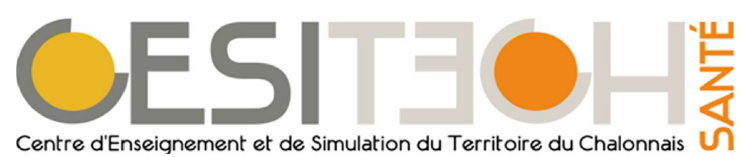 CESITECH
SANTÉ
Centre d'Enseignement et de Simulation du Territoire du Chalonnais